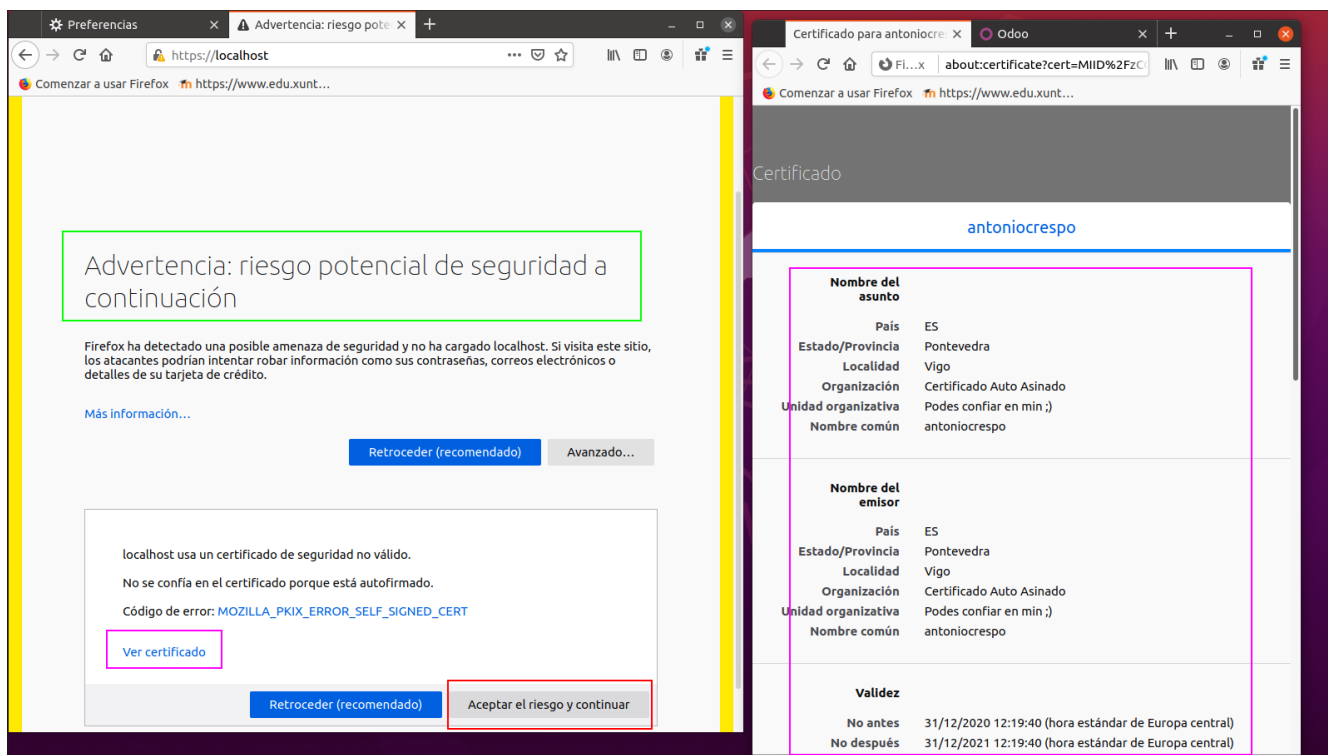 Preferencias
Advertencia: riesgo pote
https://localhost
Comenzar a usar Firefox https://www.edu.xunt...
Advertencia: riesgo potencial de seguridad a
continuación
Firefox ha detectado una posible amenaza de seguridad y no ha cargado localhost. Si visita este sitio,
los atacantes podrían intentar robar información como sus contraseñas, correos electrónicos o
detalles de su tarjeta de crédito.
Más información...
Retroceder (recomendado) Avanzado...
localhost usa un certificado de seguridad no válido.
No se confía en el certificado porque está autofirmado.
Código de error: MOZILLA_PKIX_ERROR_SELF_SIGNED_CERT
Ver certificado
Retroceder (recomendado) Aceptar el riesgo y continuar
Certificado para antoniocre
Odoo
Fi...x about:certificate?cert=MIID%2FzC
Comenzar a usar Firefox https://www.edu.xunt...
Certificado
antoniocrespo
Nombre del
asunto
País ES
Estado/Provincia Pontevedra
Localidad Vigo
Organización Certificado Auto Asinado
Unidad organizativa Podes confiar en min ;)
Nombre común antoniocrespo
Nombre del
emisor
País ES
Estado/Provincia Pontevedra
Localidad Vigo
Organización Certificado Auto Asinado
Unidad organizativa Podes confiar en min ;)
Nombre común antoniocrespo
Validez
No antes 31/12/2020 12:19:40 (hora estándar de Europa central)
No después 31/12/2021 12:19:40 (hora estándar de Europa central)